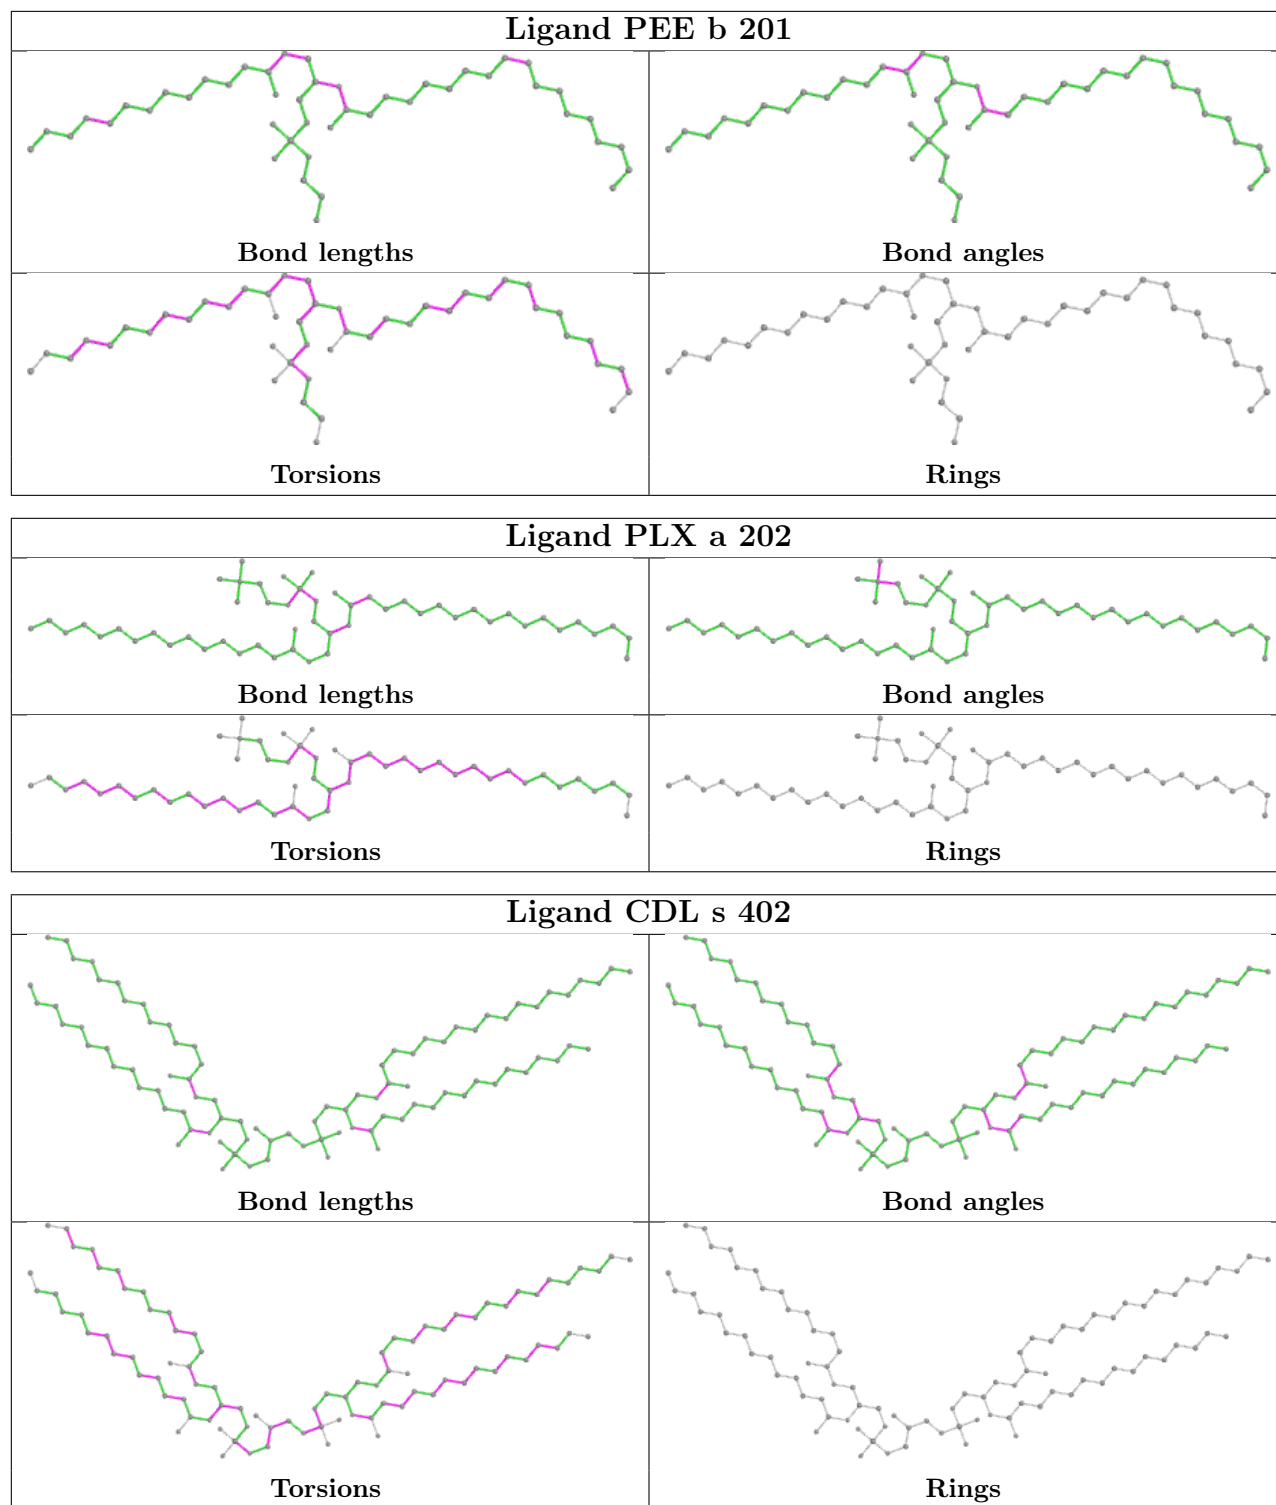 Ligand PEE b 201
Bond lengths
Bond angles
Torsions
Rings
Ligand PLX a 202
Bond lengths
Bond angles
Torsions
Rings
Ligand CDL s 402
Bond lengths
Bond angles
Torsions
Rings